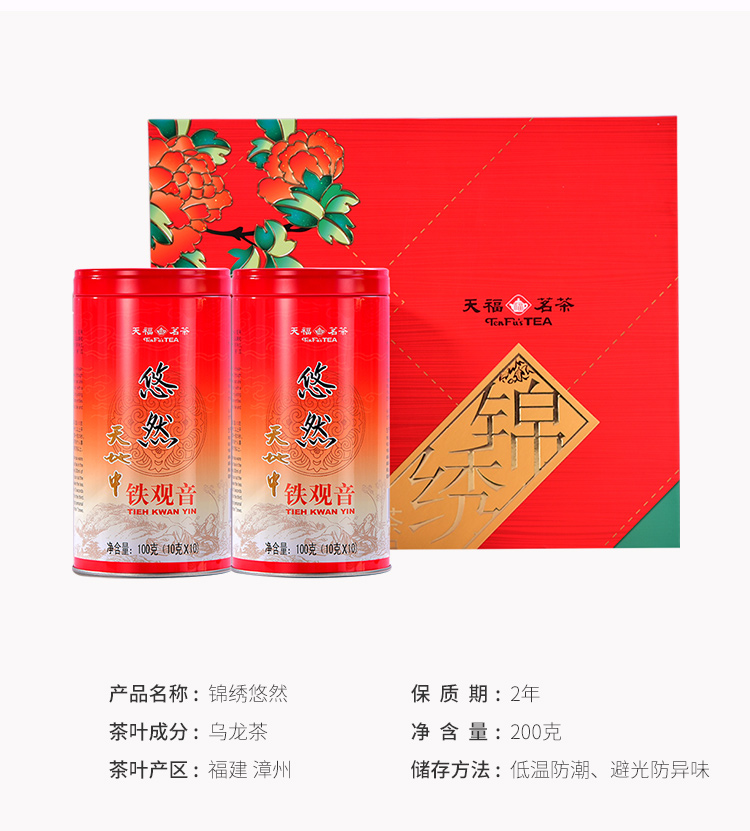 天福茗茶
TenFu's TEA
锦绣
天福茗茶
TenFu's TEA
悠然
天地中
铁观音
TIEH KWAN YIN
净含量：100克（10克X10）
天福茗茶
TenFu's TEA
悠然
天地中
铁观音
TIEH KWAN YIN
净含量：100克（10克X10）
产品名称：锦绣悠然
保质期：2年
茶叶成分：乌龙茶
净含量：200克
茶叶产区：福建 漳州
储存方法：低温防潮、避光防异味